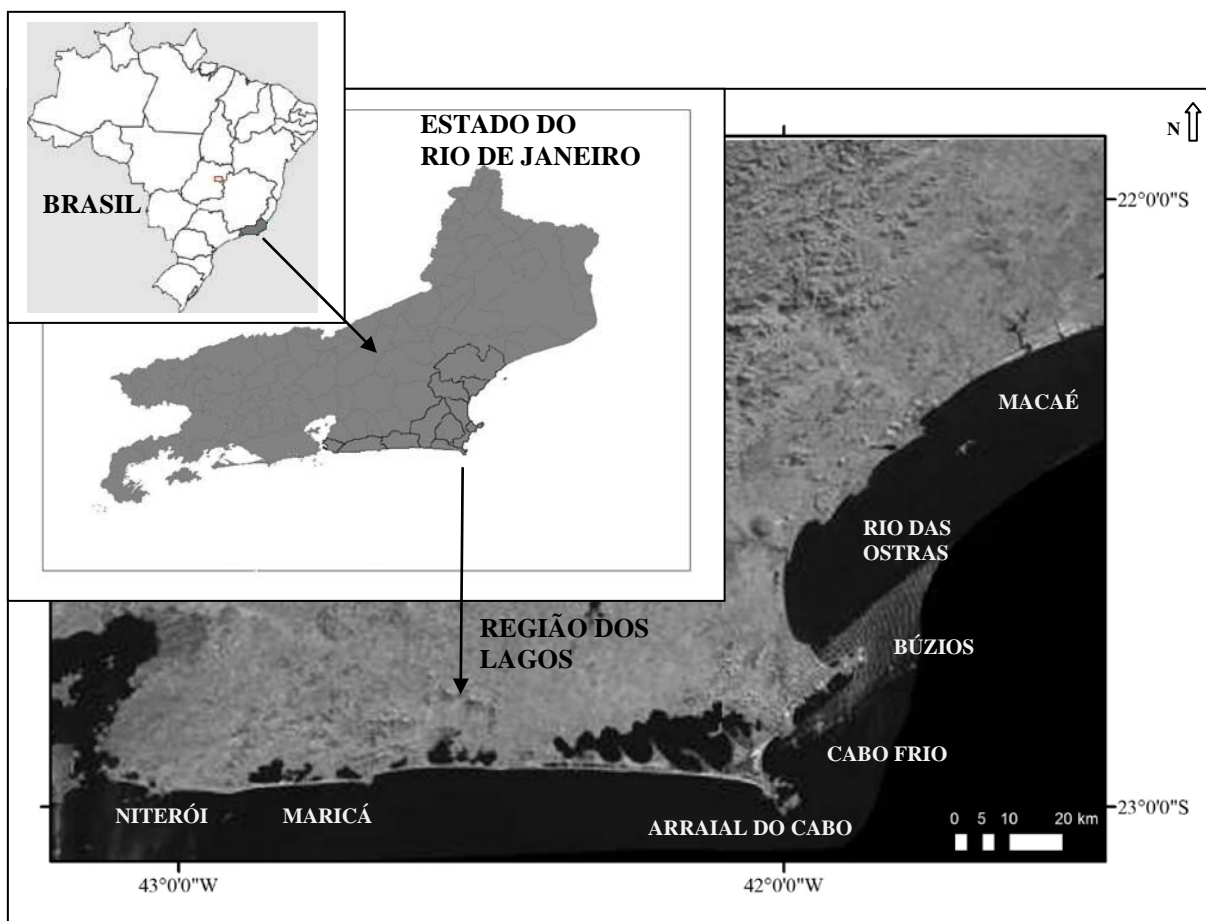 BRASIL
ESTADO DO
RIO DE JANEIRO
N
22°0'0"S
MACAÉ
RIO DAS
OSTRAS
REGIÃO DOS
LAGOS
BÚZIOS
CABO FRIO
NITERÓI
MARICÁ
ARRAIAL DO CABO
0 5 10 20 km
23°0'0"S
43°0'0"W
42°0'0"W